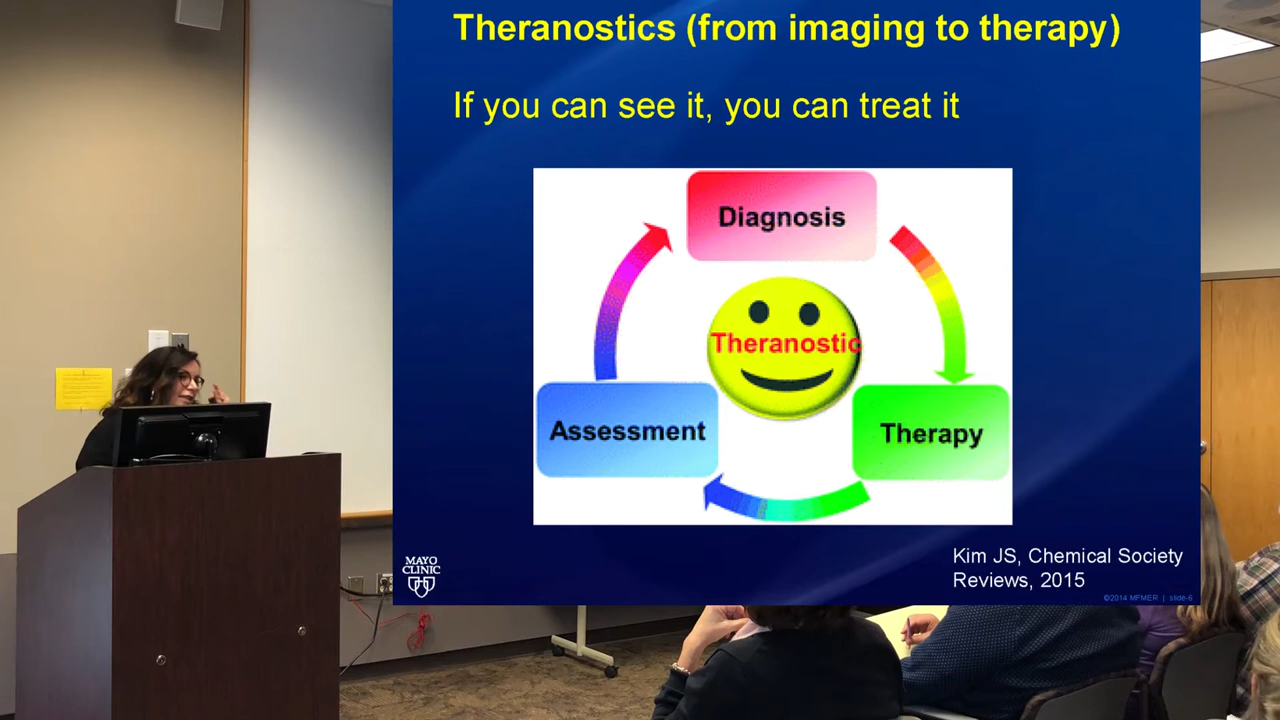 Theranostics (from imaging to therapy)
If you can see it, you can treat it
Diagnosis
Theranostic
Assessment
Therapy
MAYO
CLINIC
Kim JS, Chemical Society
Reviews, 2015
©2014 MFMER | slide-6